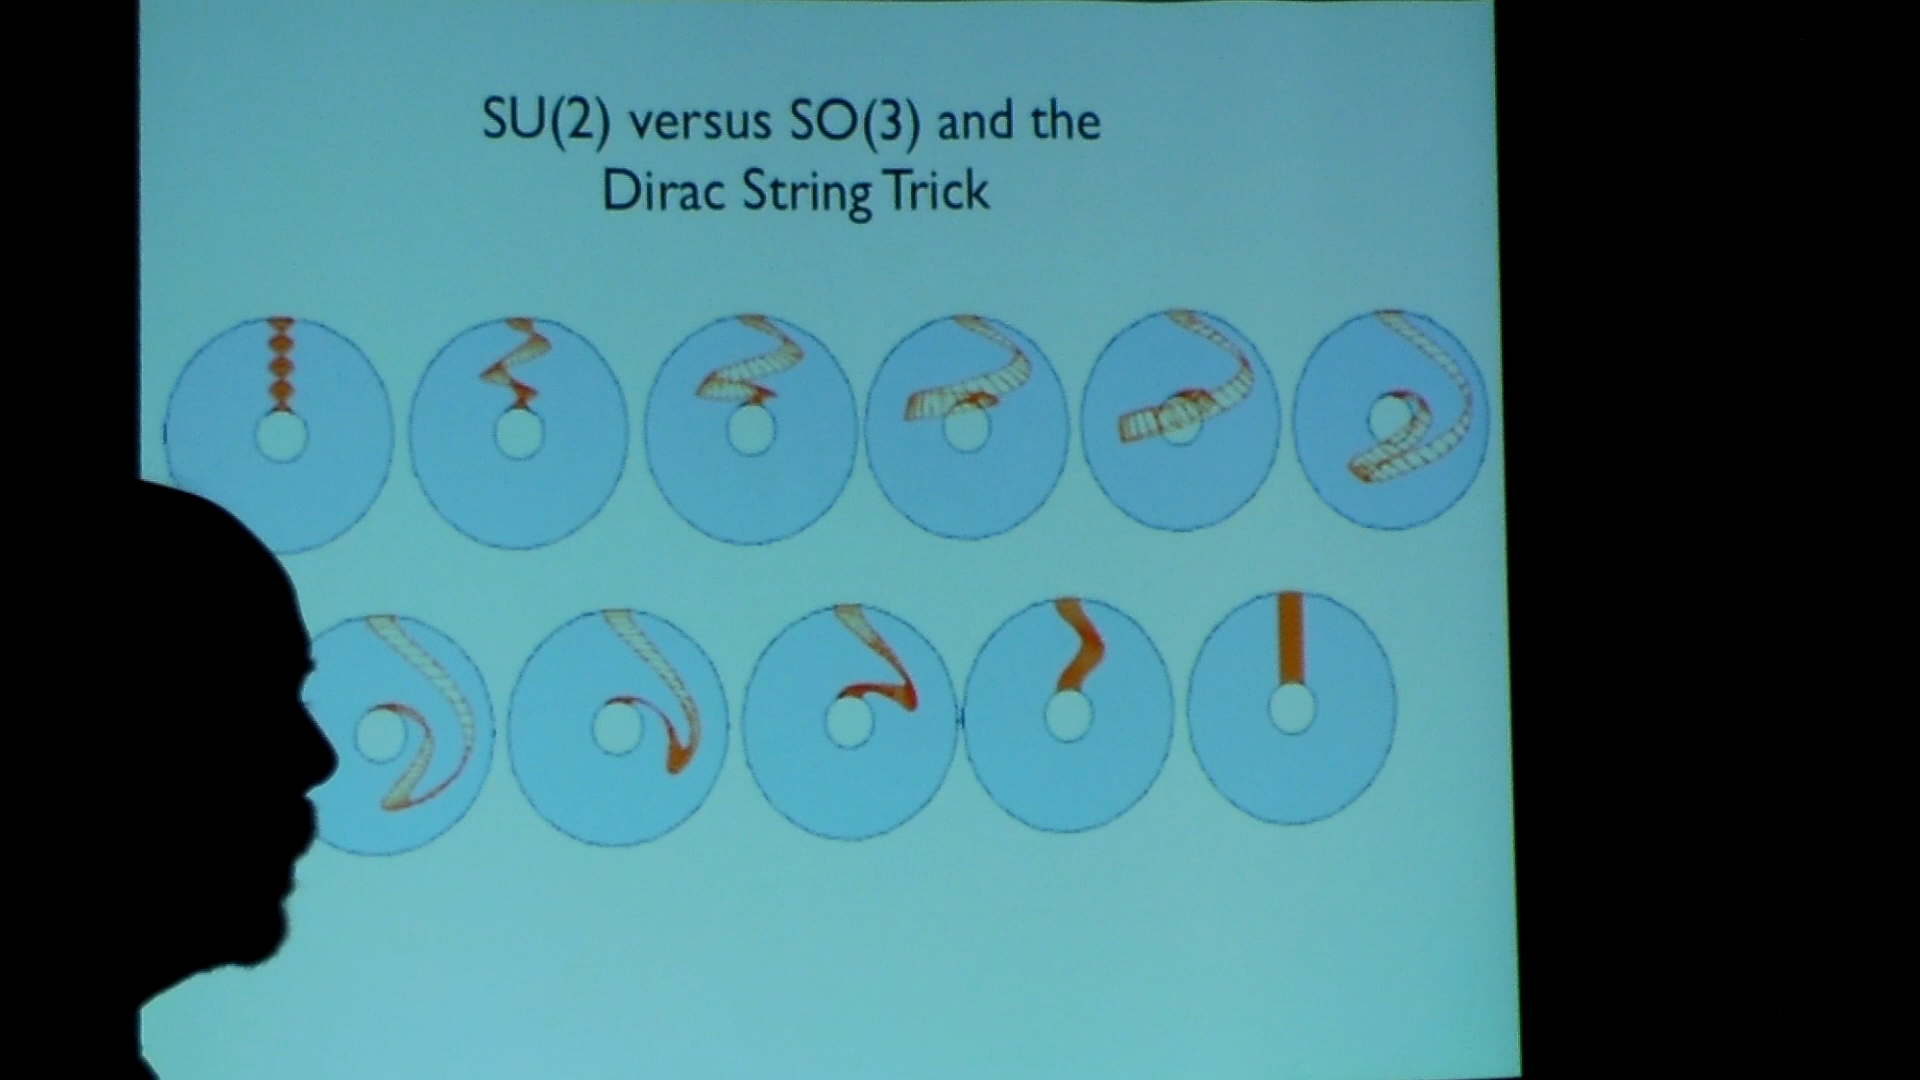 SU(2) versus SO(3) and the
Dirac String Trick